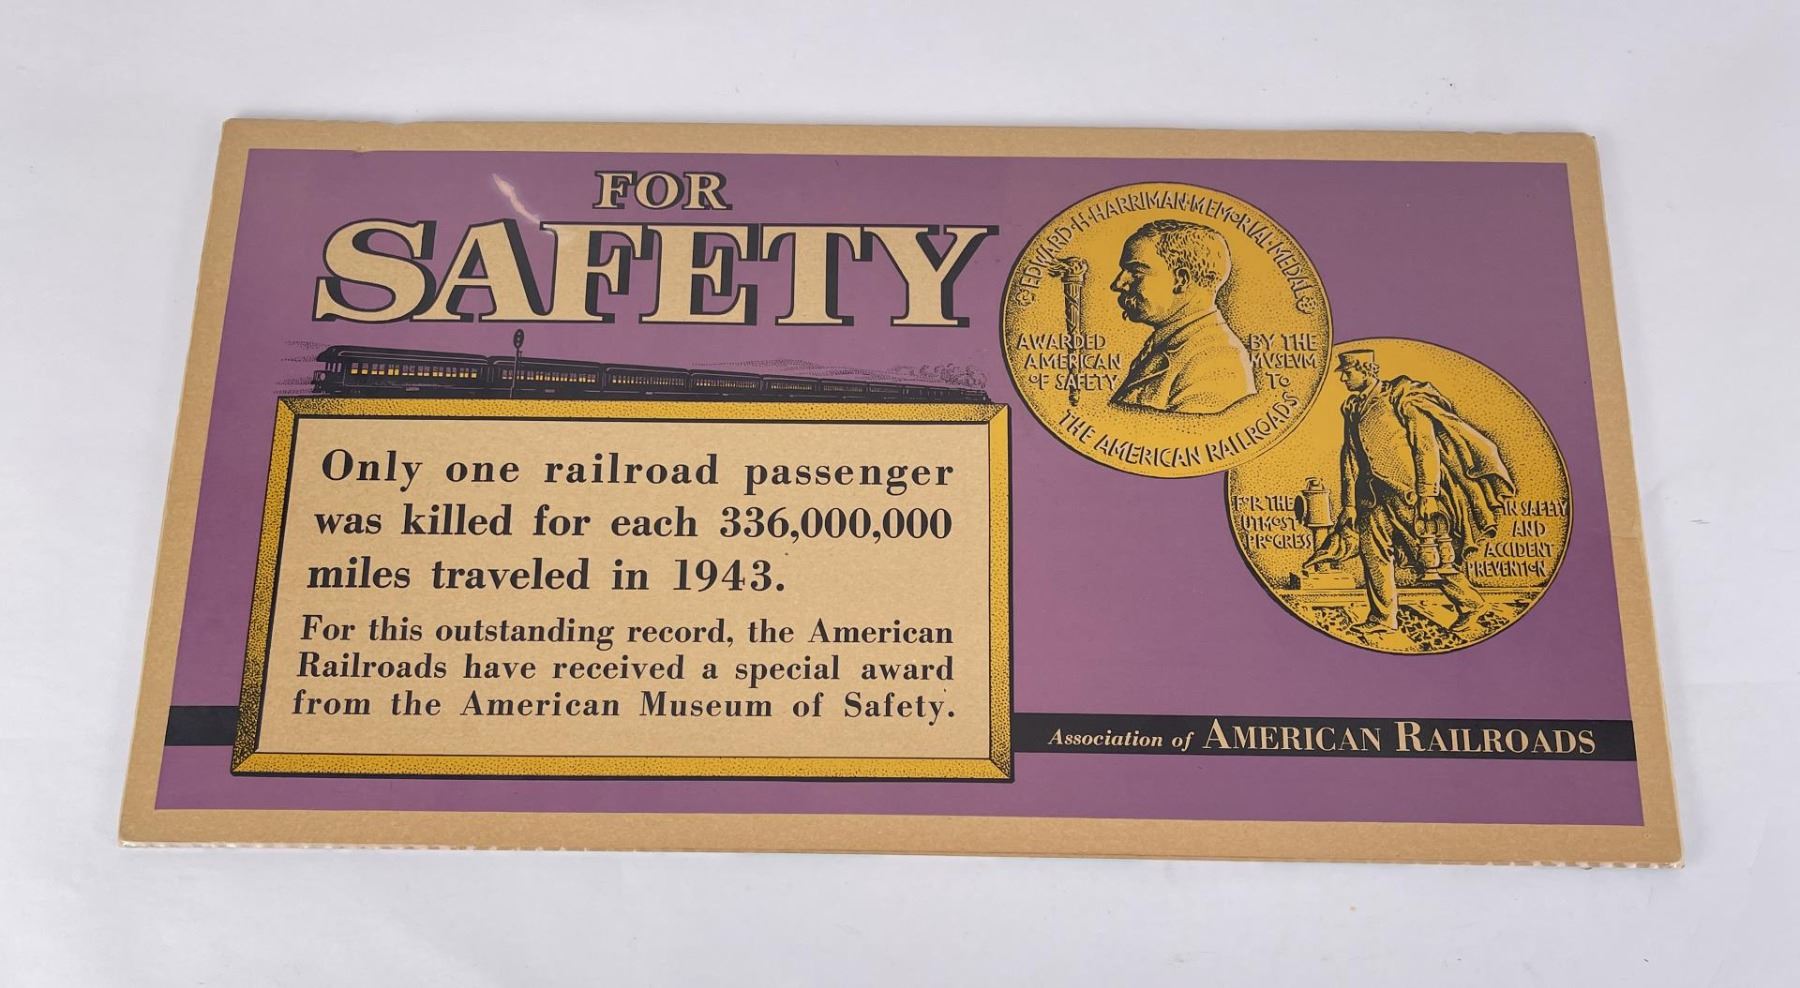 FOR
SAFETY
Only one railroad passenger
was killed for each 336,000,000
miles traveled in 1943.
For this outstanding record, the American
Railroads have received a special award
from the American Museum of Safety.
EDWARD·H·HARRIMAN·MEMORIAL·MEDAL
AWARDED
AMERICAN
OF SAFETY
BY THE
MVSEVM
TO
THE AMERICAN RAILROADS
FOR THE
UTMOST
PROGRESS
IN SAFETY
AND
ACCIDENT
PREVENTION
Association of AMERICAN RAILROADS